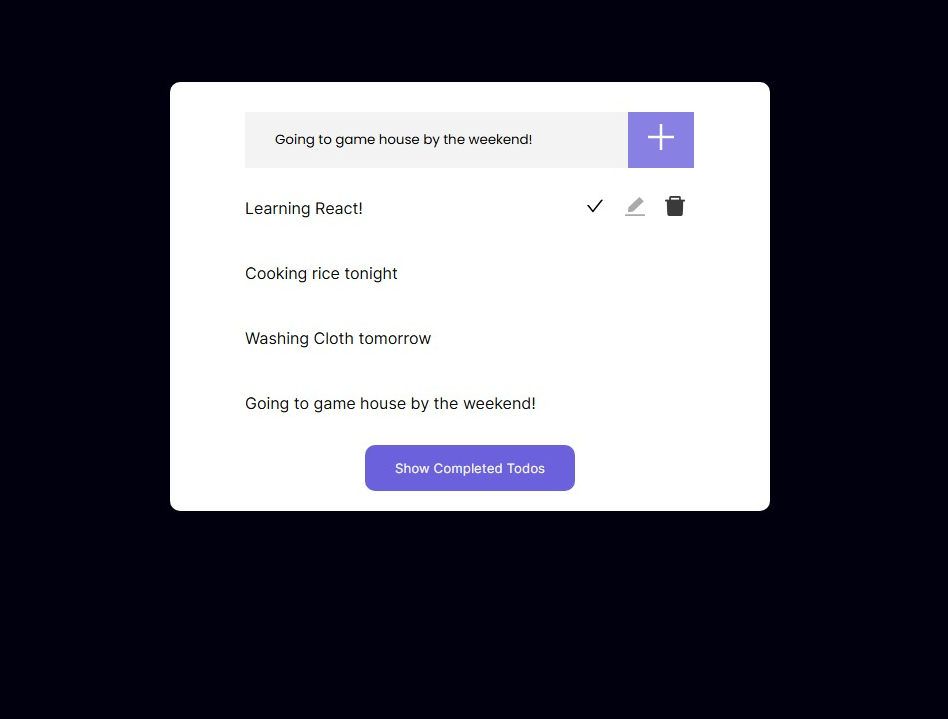 Going to game house by the weekend!
Learning React!
Cooking rice tonight
Washing Cloth tomorrow
Going to game house by the weekend!
Show Completed Todos